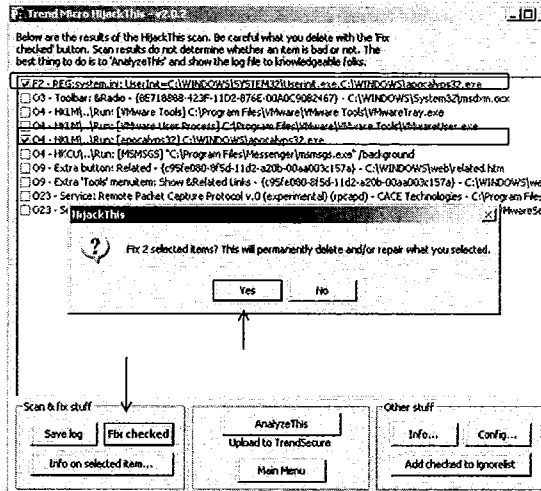 Trend Micro HijackThis - v2.0.2
Below are the results of the HijackThis scan. Be careful what you delete with the 'Fix
checked' button. Scan results do not determine whether an item is bad or not. The
best thing to do is to 'AnalyzeThis' and show the log file to knowledgeable folks.
F2 - REG:system.ini: UserInit=C:\WINDOWS\SYSTEM32\Userinit.exe,C:\WINDOWS\apocalyps32.exe
O3 - Toolbar: &Radio - {8E718888-423F-11D2-876E-00A0C9082467} - C:\WINDOWS\System32\msdxm.ocx
O4 - HKLM\..\Run: [VMware Tools] C:\Program Files\VMware\VMware Tools\VMwareTray.exe
O4 - HKLM\..\Run: [VMware User Process] C:\Program Files\VMware\VMware Tools\VMwareUser.exe
O4 - HKLM\..\Run: [apocalyps32] C:\WINDOWS\apocalyps32.exe
O4 - HKCU\..\Run: [MSMSGS] "C:\Program Files\Messenger\msmsgs.exe" /background
O9 - Extra button: Related - {c95fe080-8f5d-11d2-a20b-00aa003c157a} - C:\WINDOWS\web\related.htm
O9 - Extra 'Tools' menuitem: Show &Related Links - {c95fe080-8f5d-11d2-a20b-00aa003c157a} - C:\WINDOWS\we
O23 - Service: Remote Packet Capture Protocol v.0 (experimental) (rpcapd) - CACE Technologies - C:\Program Files
O23 - S
VMwareSe
HijackThis
Fix 2 selected items? This will permanently delete and/or repair what you selected.
Yes No
Scan & fix stuff
Other stuff
Save log Fix checked
AnalyzeThis
Info... Config...
Upload to TrendSecure
Info on selected item...
Main Menu
Add checked to ignorelist